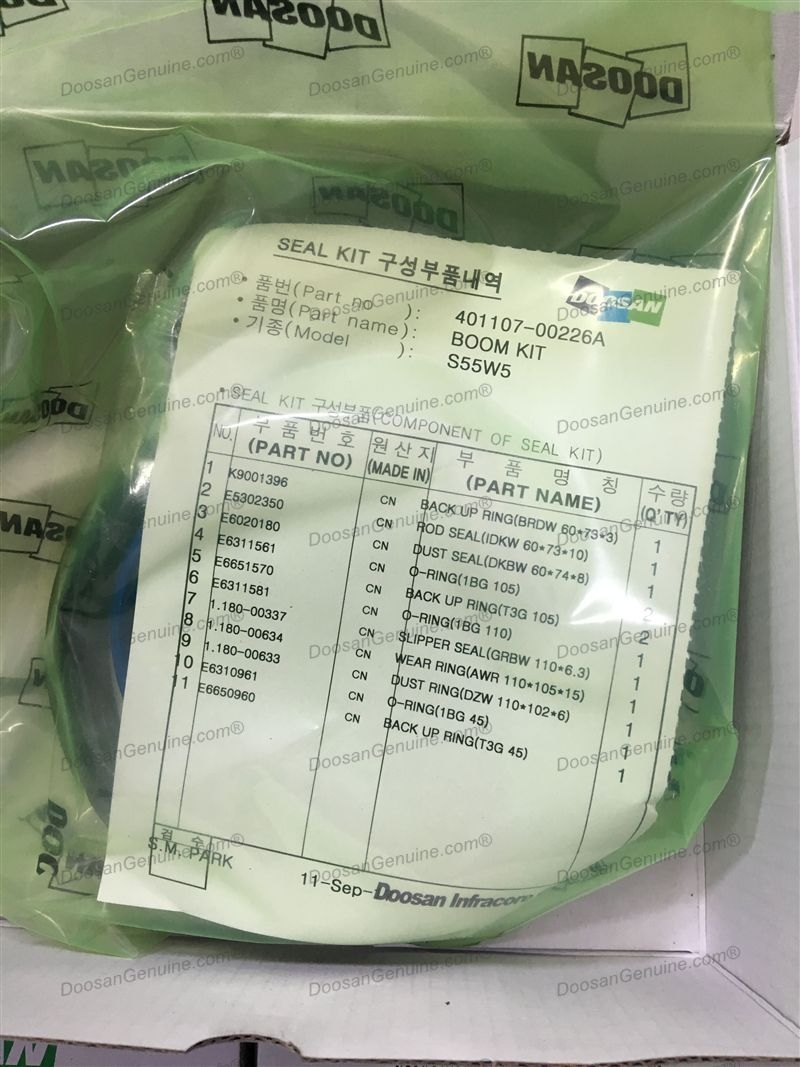 DOOSAN
DOOSAN
DOOSAN
DOOSAN
SEAL KIT 구성부품내역
DOOSAN
• 품번(Part no ): 401107-00226A
• 품명(Part name): BOOM KIT
• 기종(Model ): S55W5
• SEAL KIT 구성부품(COMPONENT OF SEAL KIT)
NO. 부품번호(PART NO) 원산지(MADE IN) 부품명칭(PART NAME) 수량(Q'TY)
1 K9001396 CN BACK UP RING(BRDW 60*73*3) 1
2 E5302350 CN ROD SEAL(IDKW 60*73*10) 1
3 E6020180 CN DUST SEAL(DKBW 60*74*8) 1
4 E6311561 CN O-RING(1BG 105) 2
5 E6651570 CN BACK UP RING(T3G 105) 2
6 E6311581 CN O-RING(1BG 110) 1
7 1.180-00337 CN SLIPPER SEAL(GRBW 110*6.3) 1
8 1.180-00634 CN WEAR RING(AWR 110*105*15) 1
9 1.180-00633 CN DUST RING(DZW 110*102*6) 1
10 E6310961 CN O-RING(1BG 45) 1
11 E6650960 CN BACK UP RING(T3G 45) 1
검 수
S.M. PARK
11-Sep- Doosan Infracore
DoosanGenuine.com®